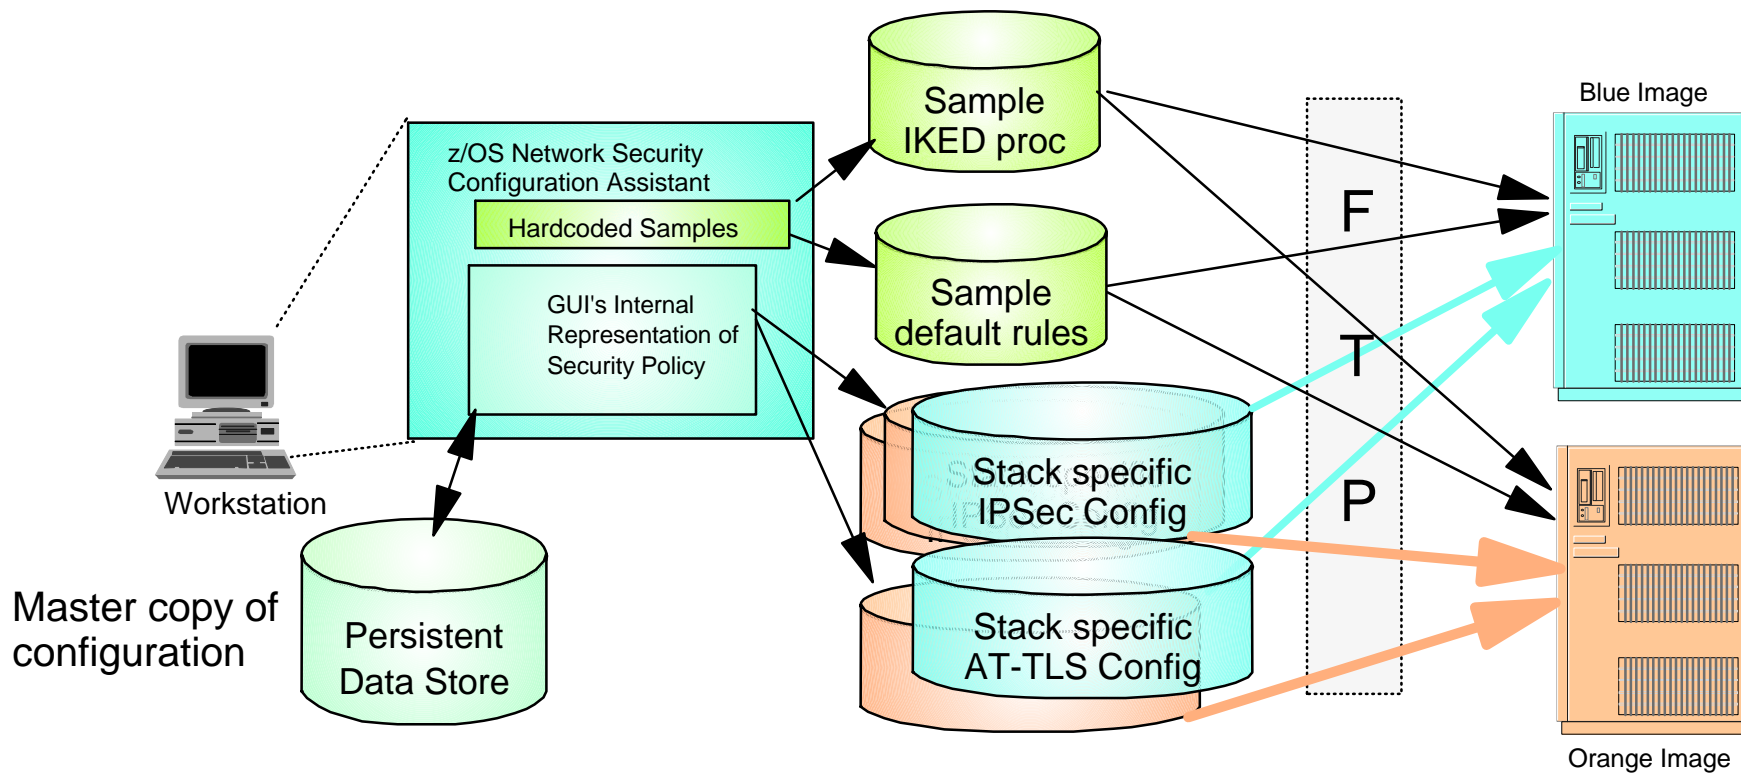 Blue Image
Sample
IKED proc
z/OS Network Security
Configuration Assistant
Hardcoded Samples
GUI's Internal
Representation of
Security Policy
Sample
default rules
F
T
P
Workstation
Stack specific
IPSec Config
Master copy of
configuration
Persistent
Data Store
Stack specific
AT-TLS Config
Orange Image